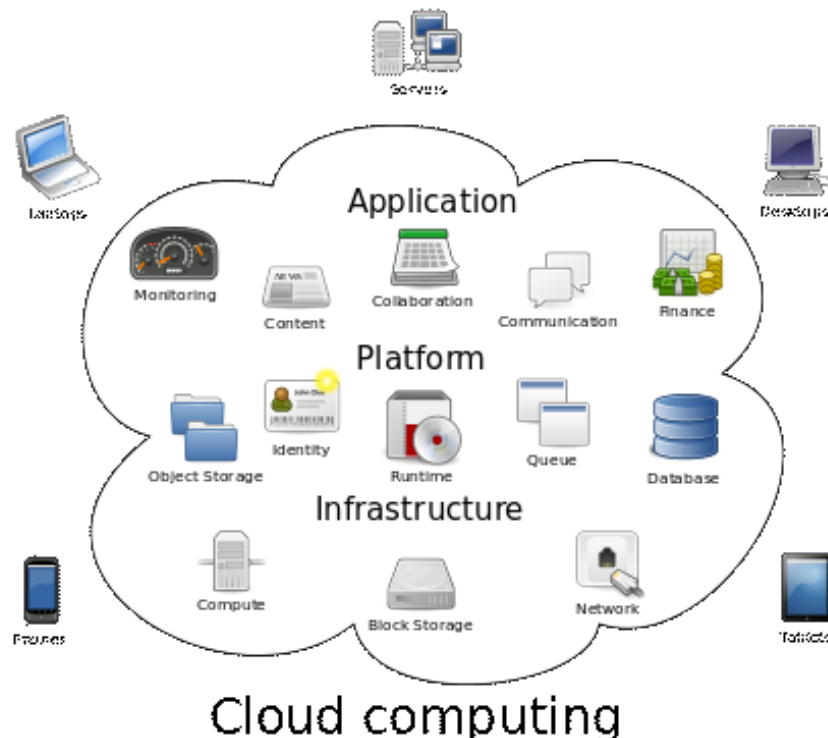 Servers
Laptops
Desktops
Application
Monitoring
Content
Collaboration
Communication
Finance
Platform
Object Storage
Identity
Runtime
Queue
Database
Infrastructure
Compute
Block Storage
Network
Phones
Tablets
Cloud computing